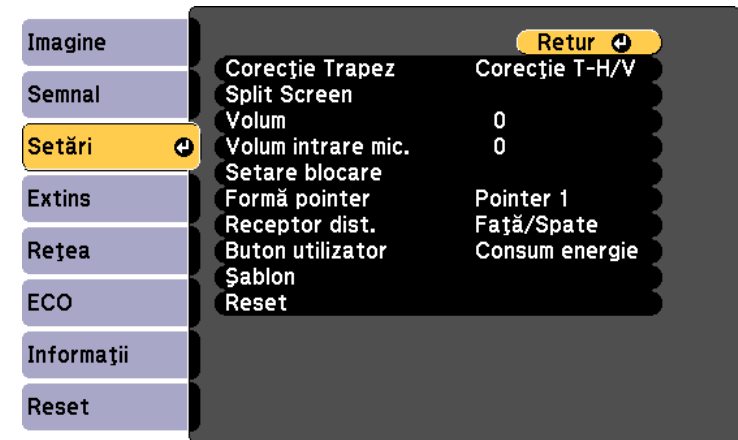 Imagine
Semnal
Setări
Extins
Reţea
ECO
Informaţii
Reset
Retur
Corecţie Trapez Corecţie T-H/V
Split Screen
Volum 0
Volum intrare mic. 0
Setare blocare
Formă pointer Pointer 1
Receptor dist. Faţă/Spate
Buton utilizator Consum energie
Şablon
Reset